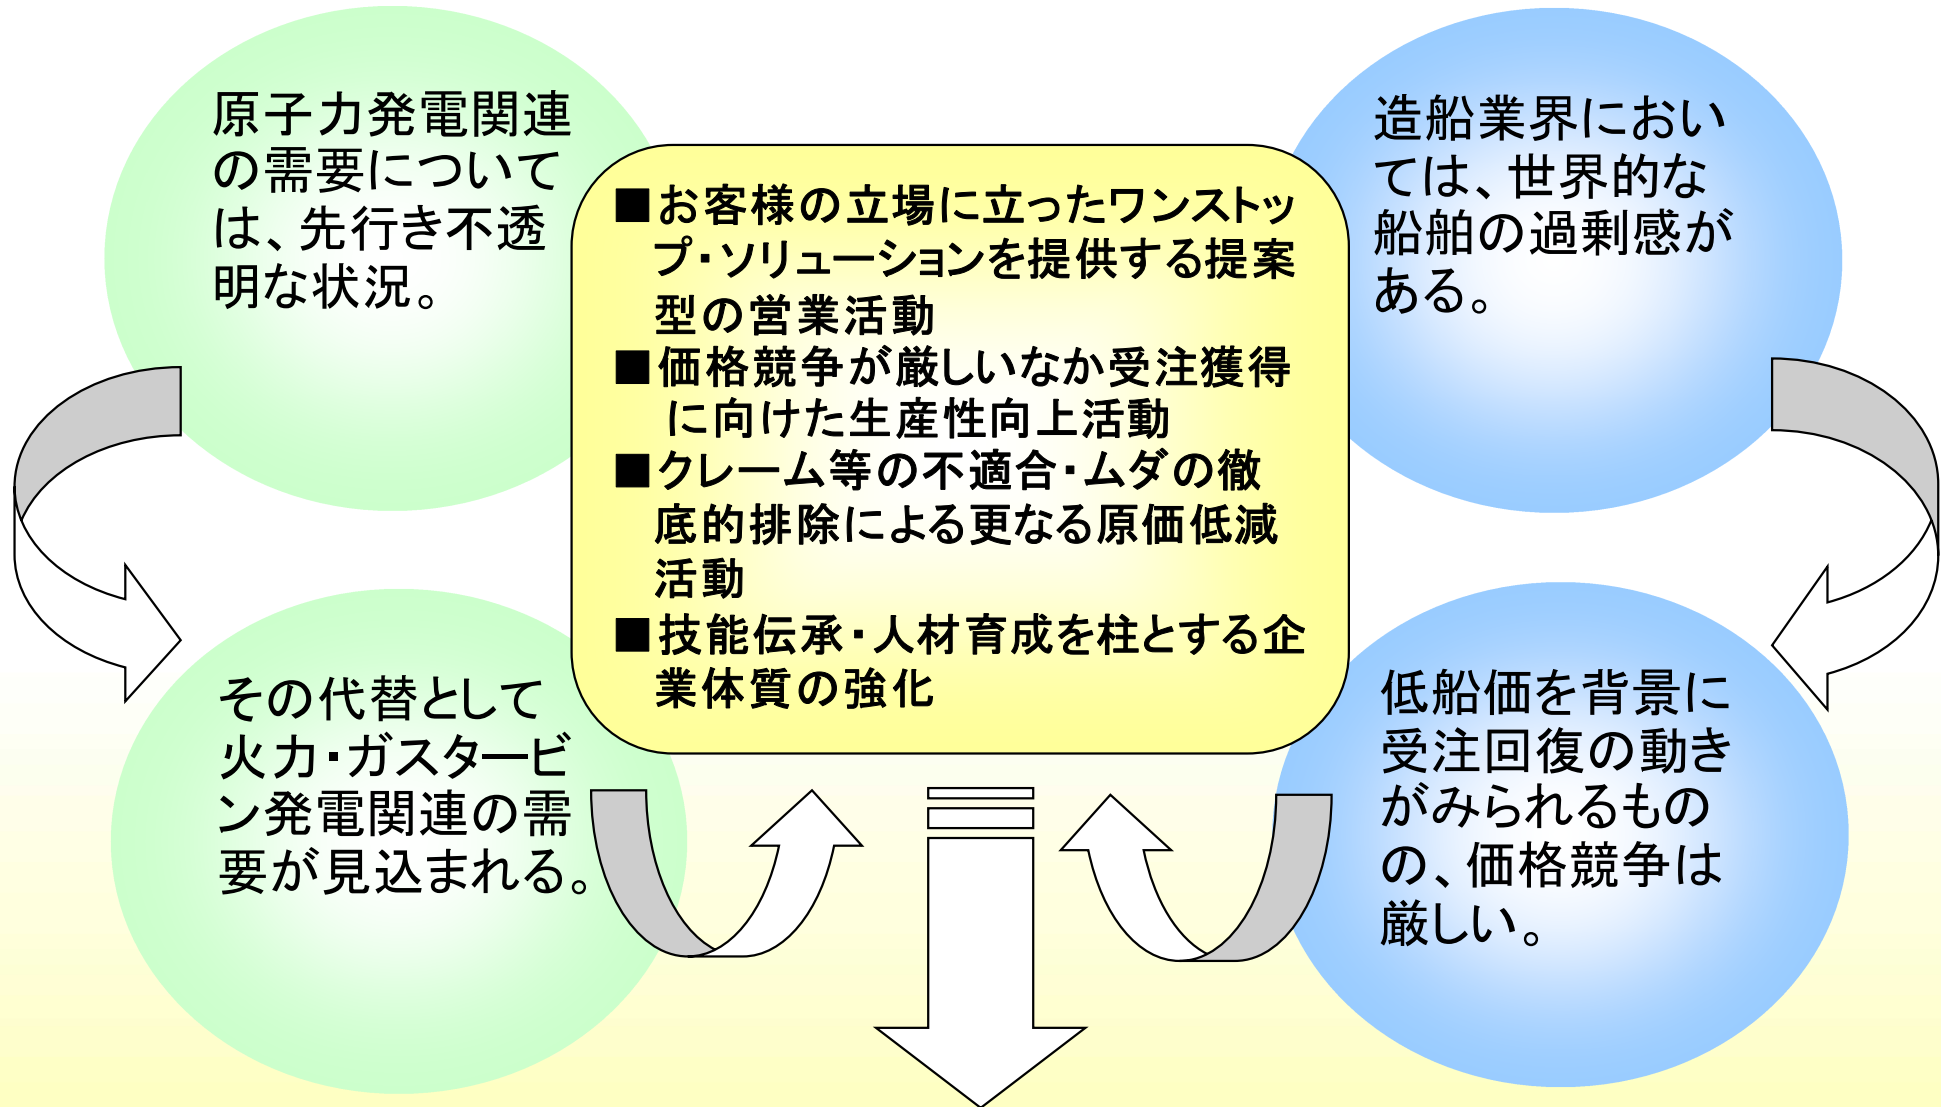 原子力発電関連
の需要について
は、先行き不透
明な状況。
造船業界におい
ては、世界的な
船舶の過剰感が
ある。
■お客様の立場に立ったワンストッ
プ・ソリューションを提供する提案
型の営業活動
■価格競争が厳しいなか受注獲得
に向けた生産性向上活動
■クレーム等の不適合・ムダの徹
底的排除による更なる原価低減
活動
■技能伝承・人材育成を柱とする企
業体質の強化
その代替として
火力・ガスタービ
ン発電関連の需
要が見込まれる。
低船価を背景に
受注回復の動き
がみられるもの
の、価格競争は
厳しい。